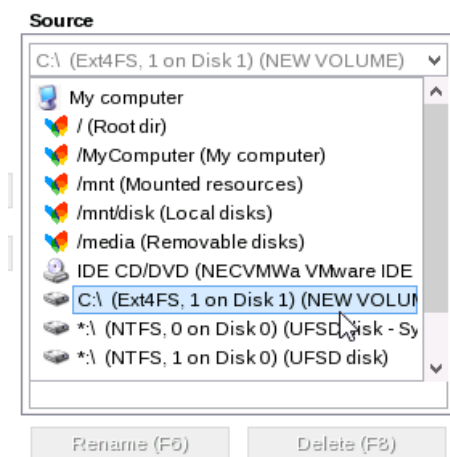 Source
C:\ (Ext4FS, 1 on Disk 1) (NEW VOLUME)
My computer
/ (Root dir)
/MyComputer (My computer)
/mnt (Mounted resources)
/mnt/disk (Local disks)
/media (Removable disks)
IDE CD/DVD (NECVMWa VMware IDE
C:\ (Ext4FS, 1 on Disk 1) (NEW VOLUM
*:\ (NTFS, 0 on Disk 0) (UFSD disk - Sy
*:\ (NTFS, 1 on Disk 0) (UFSD disk)
Rename (F6) Delete (F8)